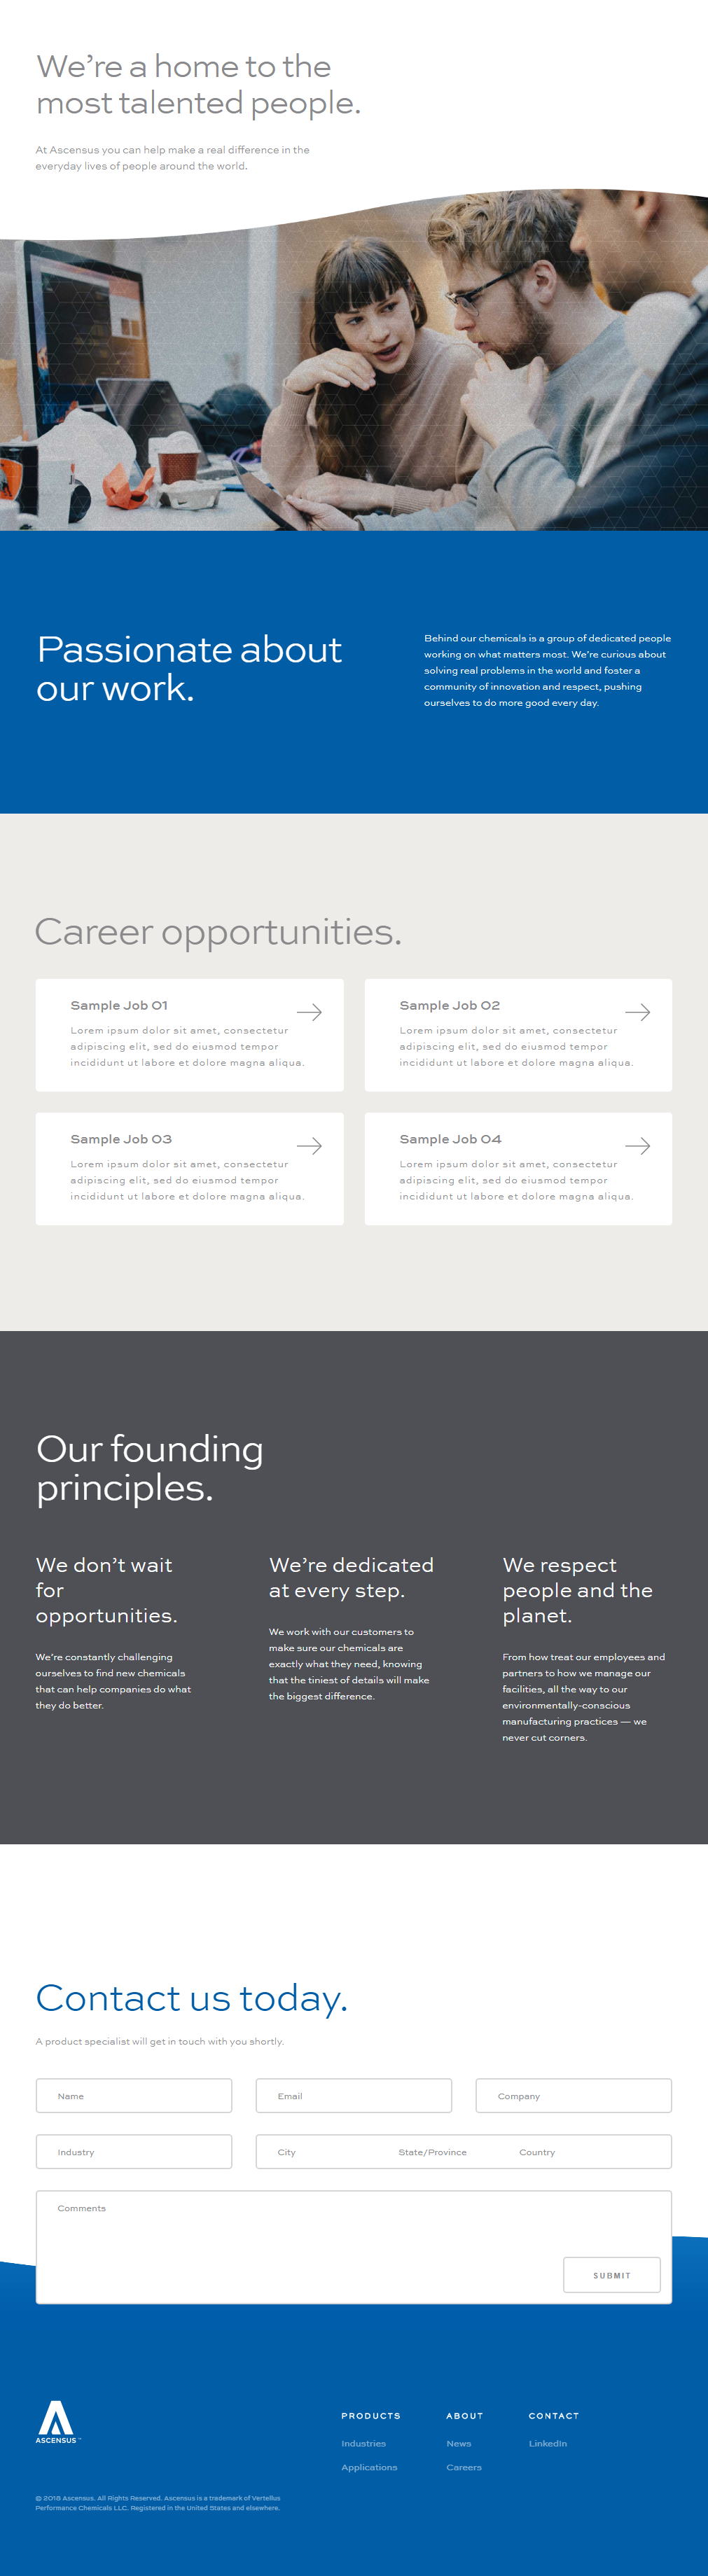 We’re a home to the
most talented people.
At Ascensus you can help make a real difference in the
everyday lives of people around the world.
Passionate about
our work.
Behind our chemicals is a group of dedicated people
working on what matters most. We’re curious about
solving real problems in the world and foster a
community of innovation and respect, pushing
ourselves to do more good every day.
Career opportunities.
Sample Job 01
Lorem ipsum dolor sit amet, consectetur
adipiscing elit, sed do eiusmod tempor
incididunt ut labore et dolore magna aliqua.
Sample Job 02
Lorem ipsum dolor sit amet, consectetur
adipiscing elit, sed do eiusmod tempor
incididunt ut labore et dolore magna aliqua.
Sample Job 03
Lorem ipsum dolor sit amet, consectetur
adipiscing elit, sed do eiusmod tempor
incididunt ut labore et dolore magna aliqua.
Sample Job 04
Lorem ipsum dolor sit amet, consectetur
adipiscing elit, sed do eiusmod tempor
incididunt ut labore et dolore magna aliqua.
Our founding
principles.
We don’t wait
for
opportunities.
We’re constantly challenging
ourselves to find new chemicals
that can help companies do what
they do better.
We’re dedicated
at every step.
We work with our customers to
make sure our chemicals are
exactly what they need, knowing
that the tiniest of details will make
the biggest difference.
We respect
people and the
planet.
From how treat our employees and
partners to how we manage our
facilities, all the way to our
environmentally-conscious
manufacturing practices — we
never cut corners.
Contact us today.
A product specialist will get in touch with you shortly.
Name
Email
Company
Industry
City
State/Province
Country
Comments
SUBMIT
ASCENSUS
PRODUCTS
Industries
Applications
ABOUT
News
Careers
CONTACT
LinkedIn
© 2018 Ascensus. All Rights Reserved. Ascensus is a trademark of Vertellus
Performance Chemicals LLC. Registered in the United States and elsewhere.